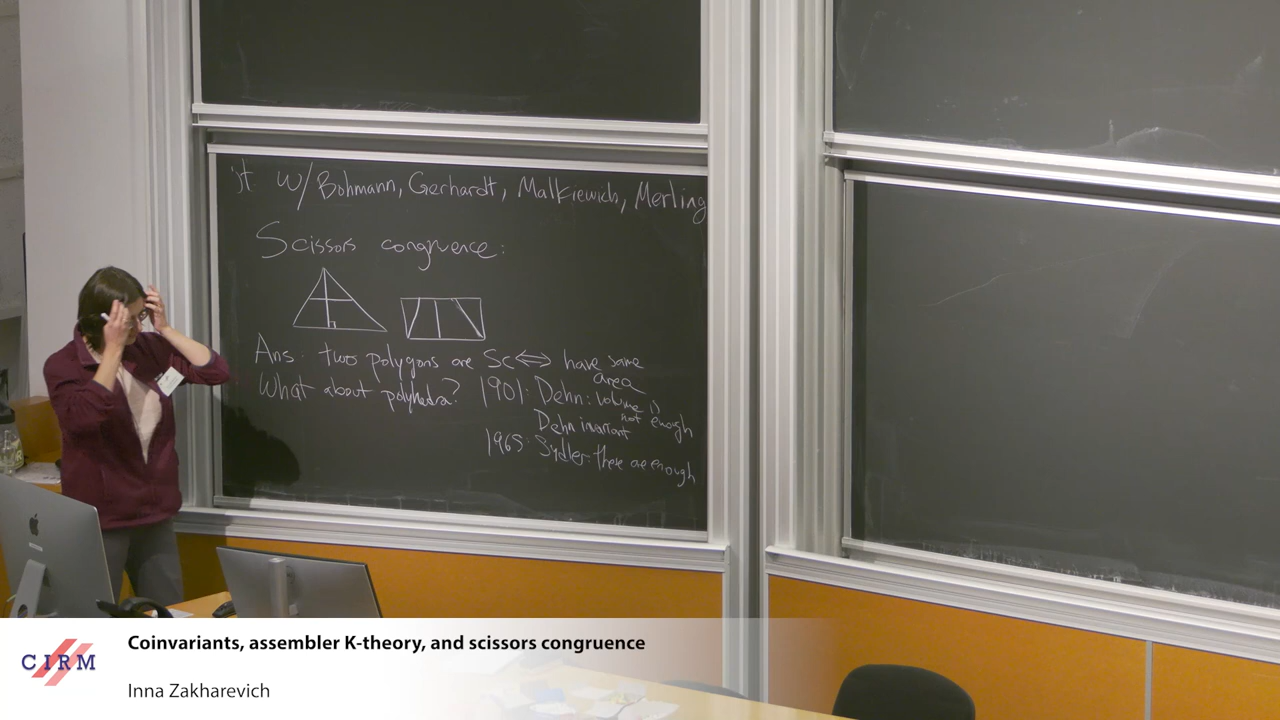 jt w/ Bohmann, Gerhardt, Malkiewich, Merling
Scissors congruence:
Ans. two polygons are SC ⟺ have same
area
What about polyhedra? 1901: Dehn: volume is
not enough
Dehn invariant
1965: Sydler: these are enough
CIRM
Coinvariants, assembler K-theory, and scissors congruence
Inna Zakharevich